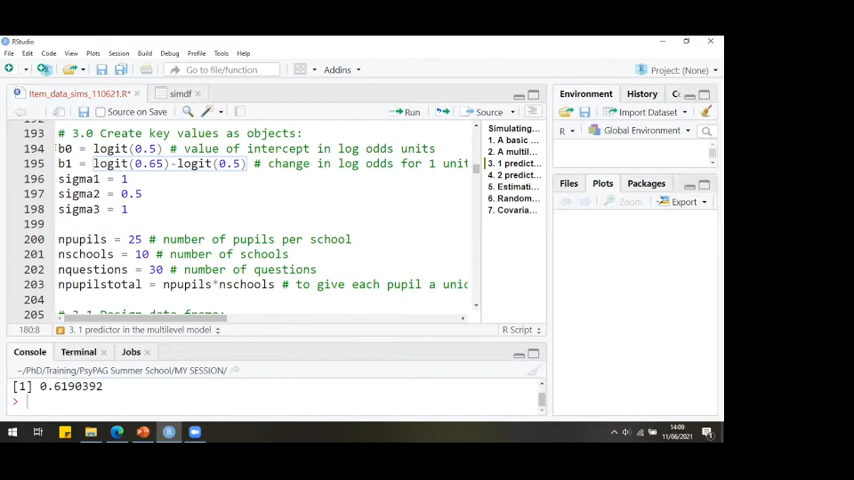 RStudio
File Edit Code View Plots Session Build Debug Profile Tools Help
Go to file/function
Addins
Project: (None)
Item_data_sims_110621.R*
simdf
Source on Save
Run
Source
193 # 3.0 Create key values as objects:
194 b0 = logit(0.5) # value of intercept in log odds units
195 b1 = logit(0.65)-logit(0.5) # change in log odds for 1 unit
196 sigma1 = 1
197 sigma2 = 0.5
198 sigma3 = 1
199
200 npupils = 25 # number of pupils per school
201 nschools = 10 # number of schools
202 nquestions = 30 # number of questions
203 npupilstotal = npupils*nschools # to give each pupil a unic
204
205
180:8 3. 1 predictor in the multilevel model
R Script
Simulating,...
1. A basic ...
2. A multil...
3. 1 predict...
4. 2 predict...
5. Estimati...
6. Random...
7. Covaria...
Console Terminal Jobs
~/PhD/Training/PsyPAG Summer School/MY SESSION/
[1] 0.6190392
>
Environment History
Import Dataset
R Global Environment
Files Plots Packages
Zoom Export
14:09
11/06/2021